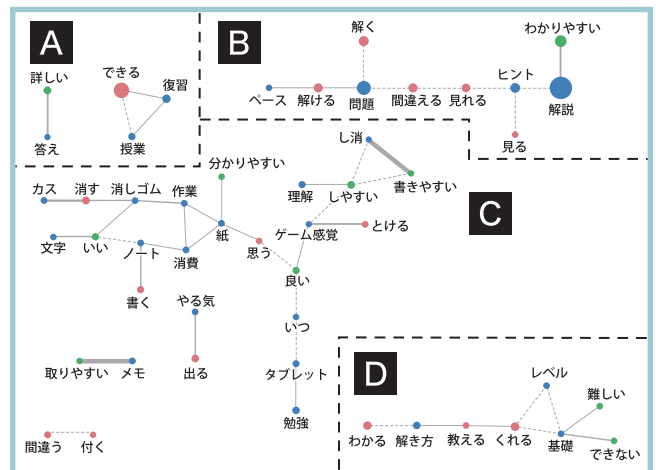 A
詳しい
答え
できる
復習
授業
B
解く
わかりやすい
ペース
解ける
問題
間違える
見れる
ヒント
解説
見る
C
し消
書きやすい
理解
しやすい
分かりやすい
カス
消す
消しゴム
作業
文字
いい
ノート
消費
紙
思う
ゲーム感覚
とける
良い
書く
やる気
出る
いつ
タブレット
勉強
取りやすい
メモ
間違う
付く
D
レベル
難しい
わかる
解き方
教える
くれる
基礎
できない